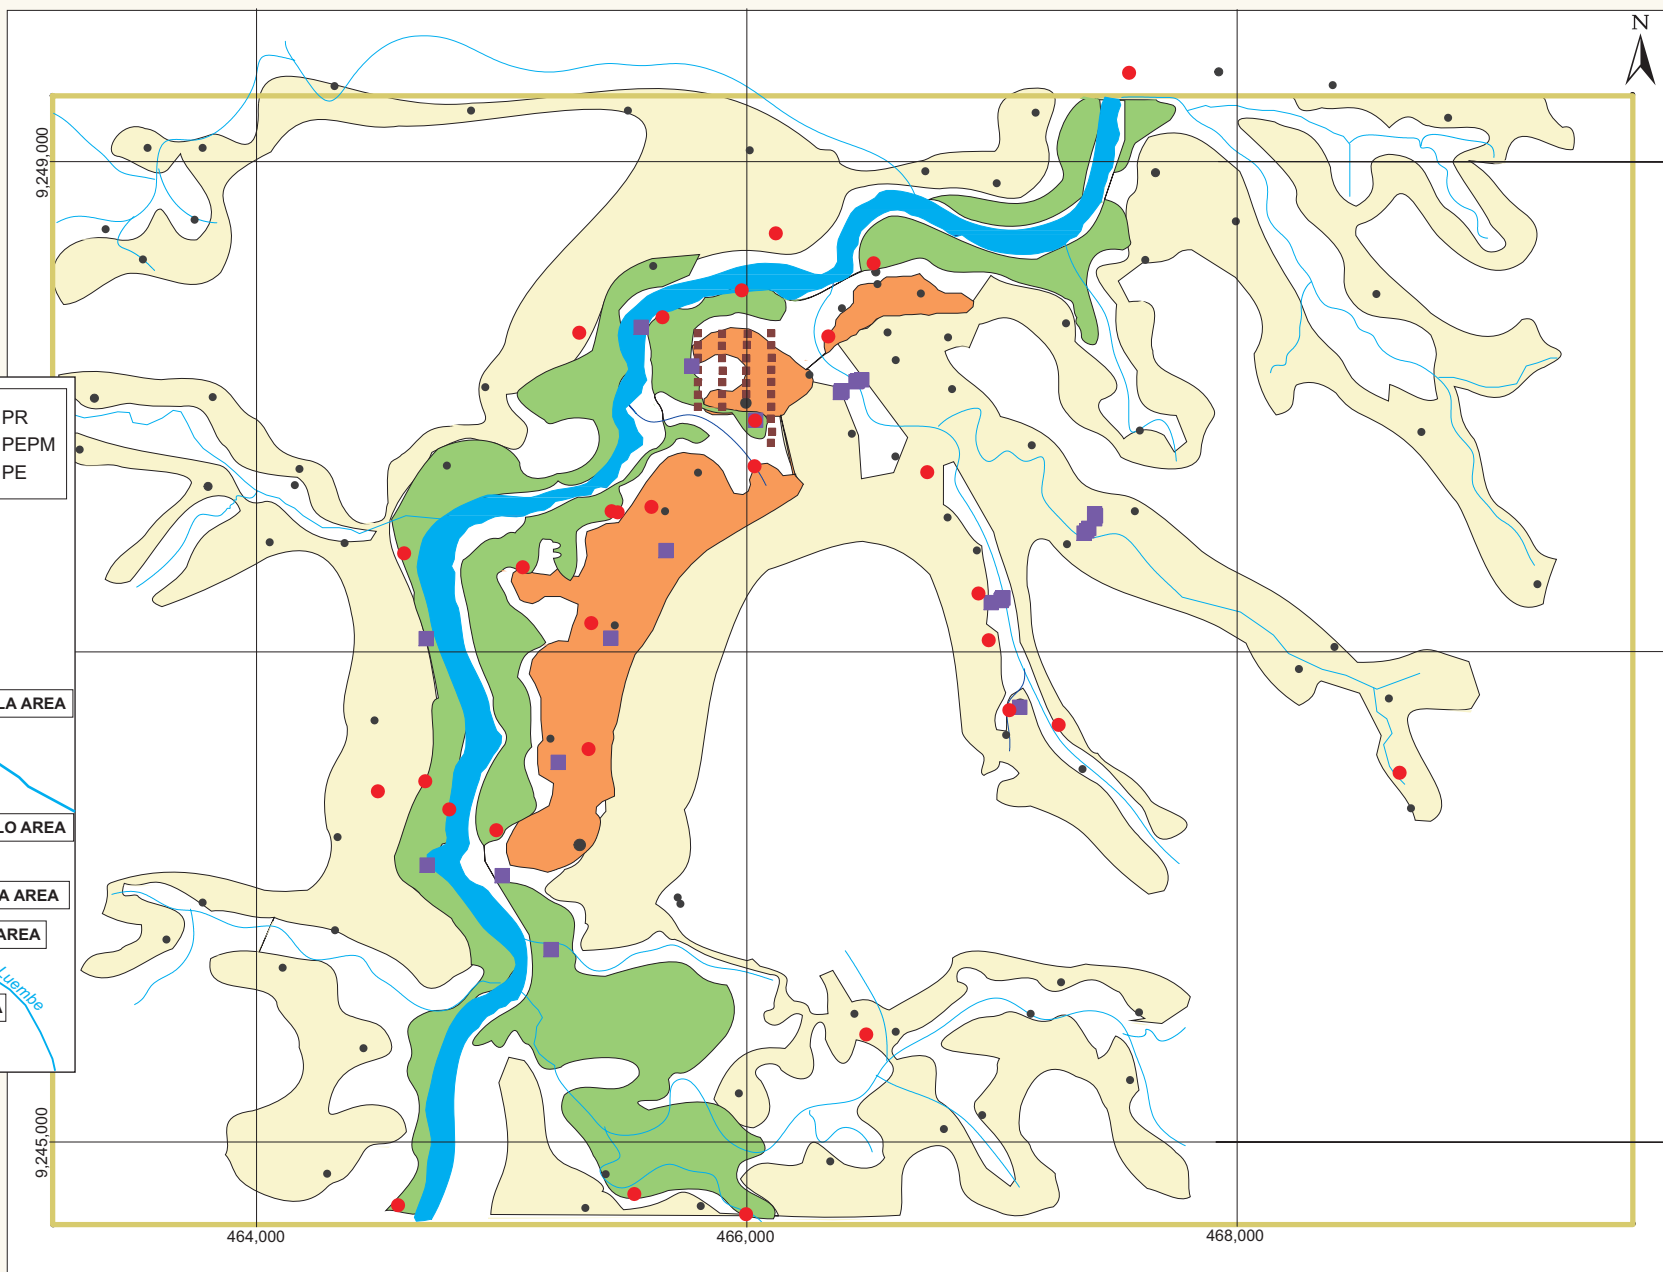 N
9,249,000
PR
PEPM
PE
LA AREA
LO AREA
A AREA
AREA
Luembe
A
9,245,000
464,000
466,000
468,000